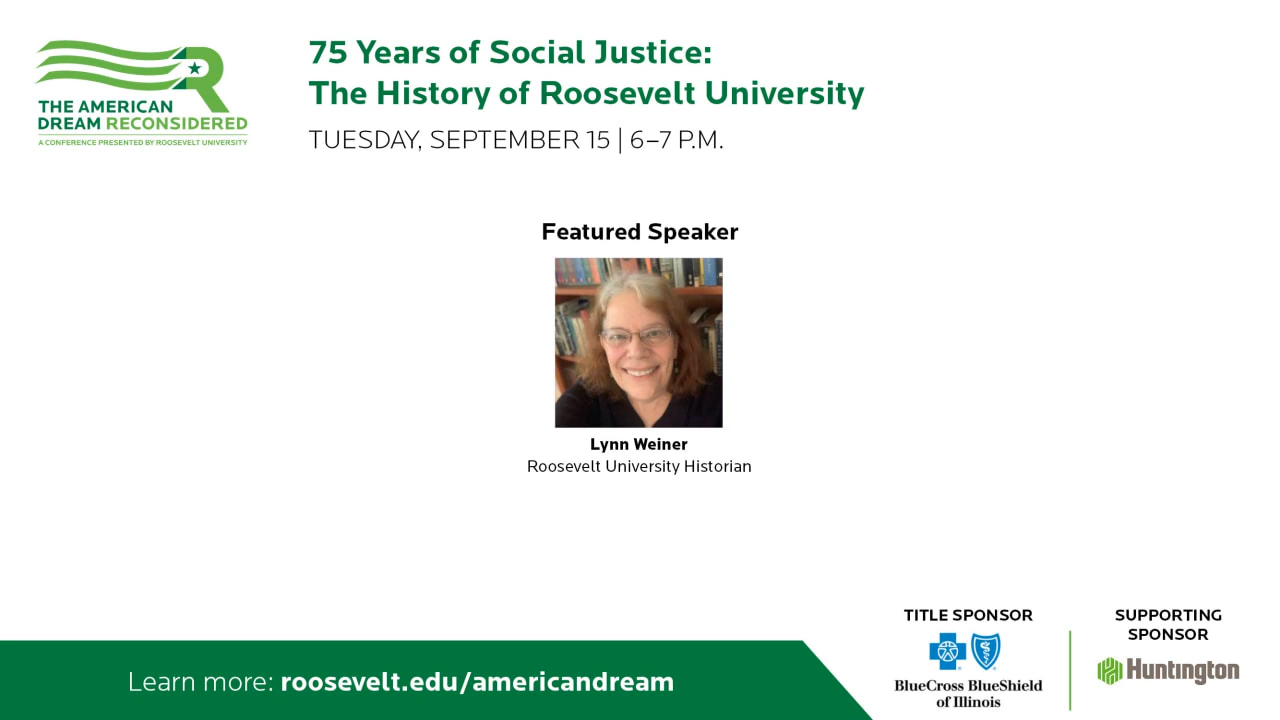 THE AMERICAN
DREAM RECONSIDERED
A CONFERENCE PRESENTED BY ROOSEVELT UNIVERSITY
75 Years of Social Justice:
The History of Roosevelt University
TUESDAY, SEPTEMBER 15 | 6–7 P.M.
Featured Speaker
Lynn Weiner
Roosevelt University Historian
Learn more: roosevelt.edu/americandream
TITLE SPONSOR
BlueCross BlueShield
of Illinois
SUPPORTING
SPONSOR
Huntington